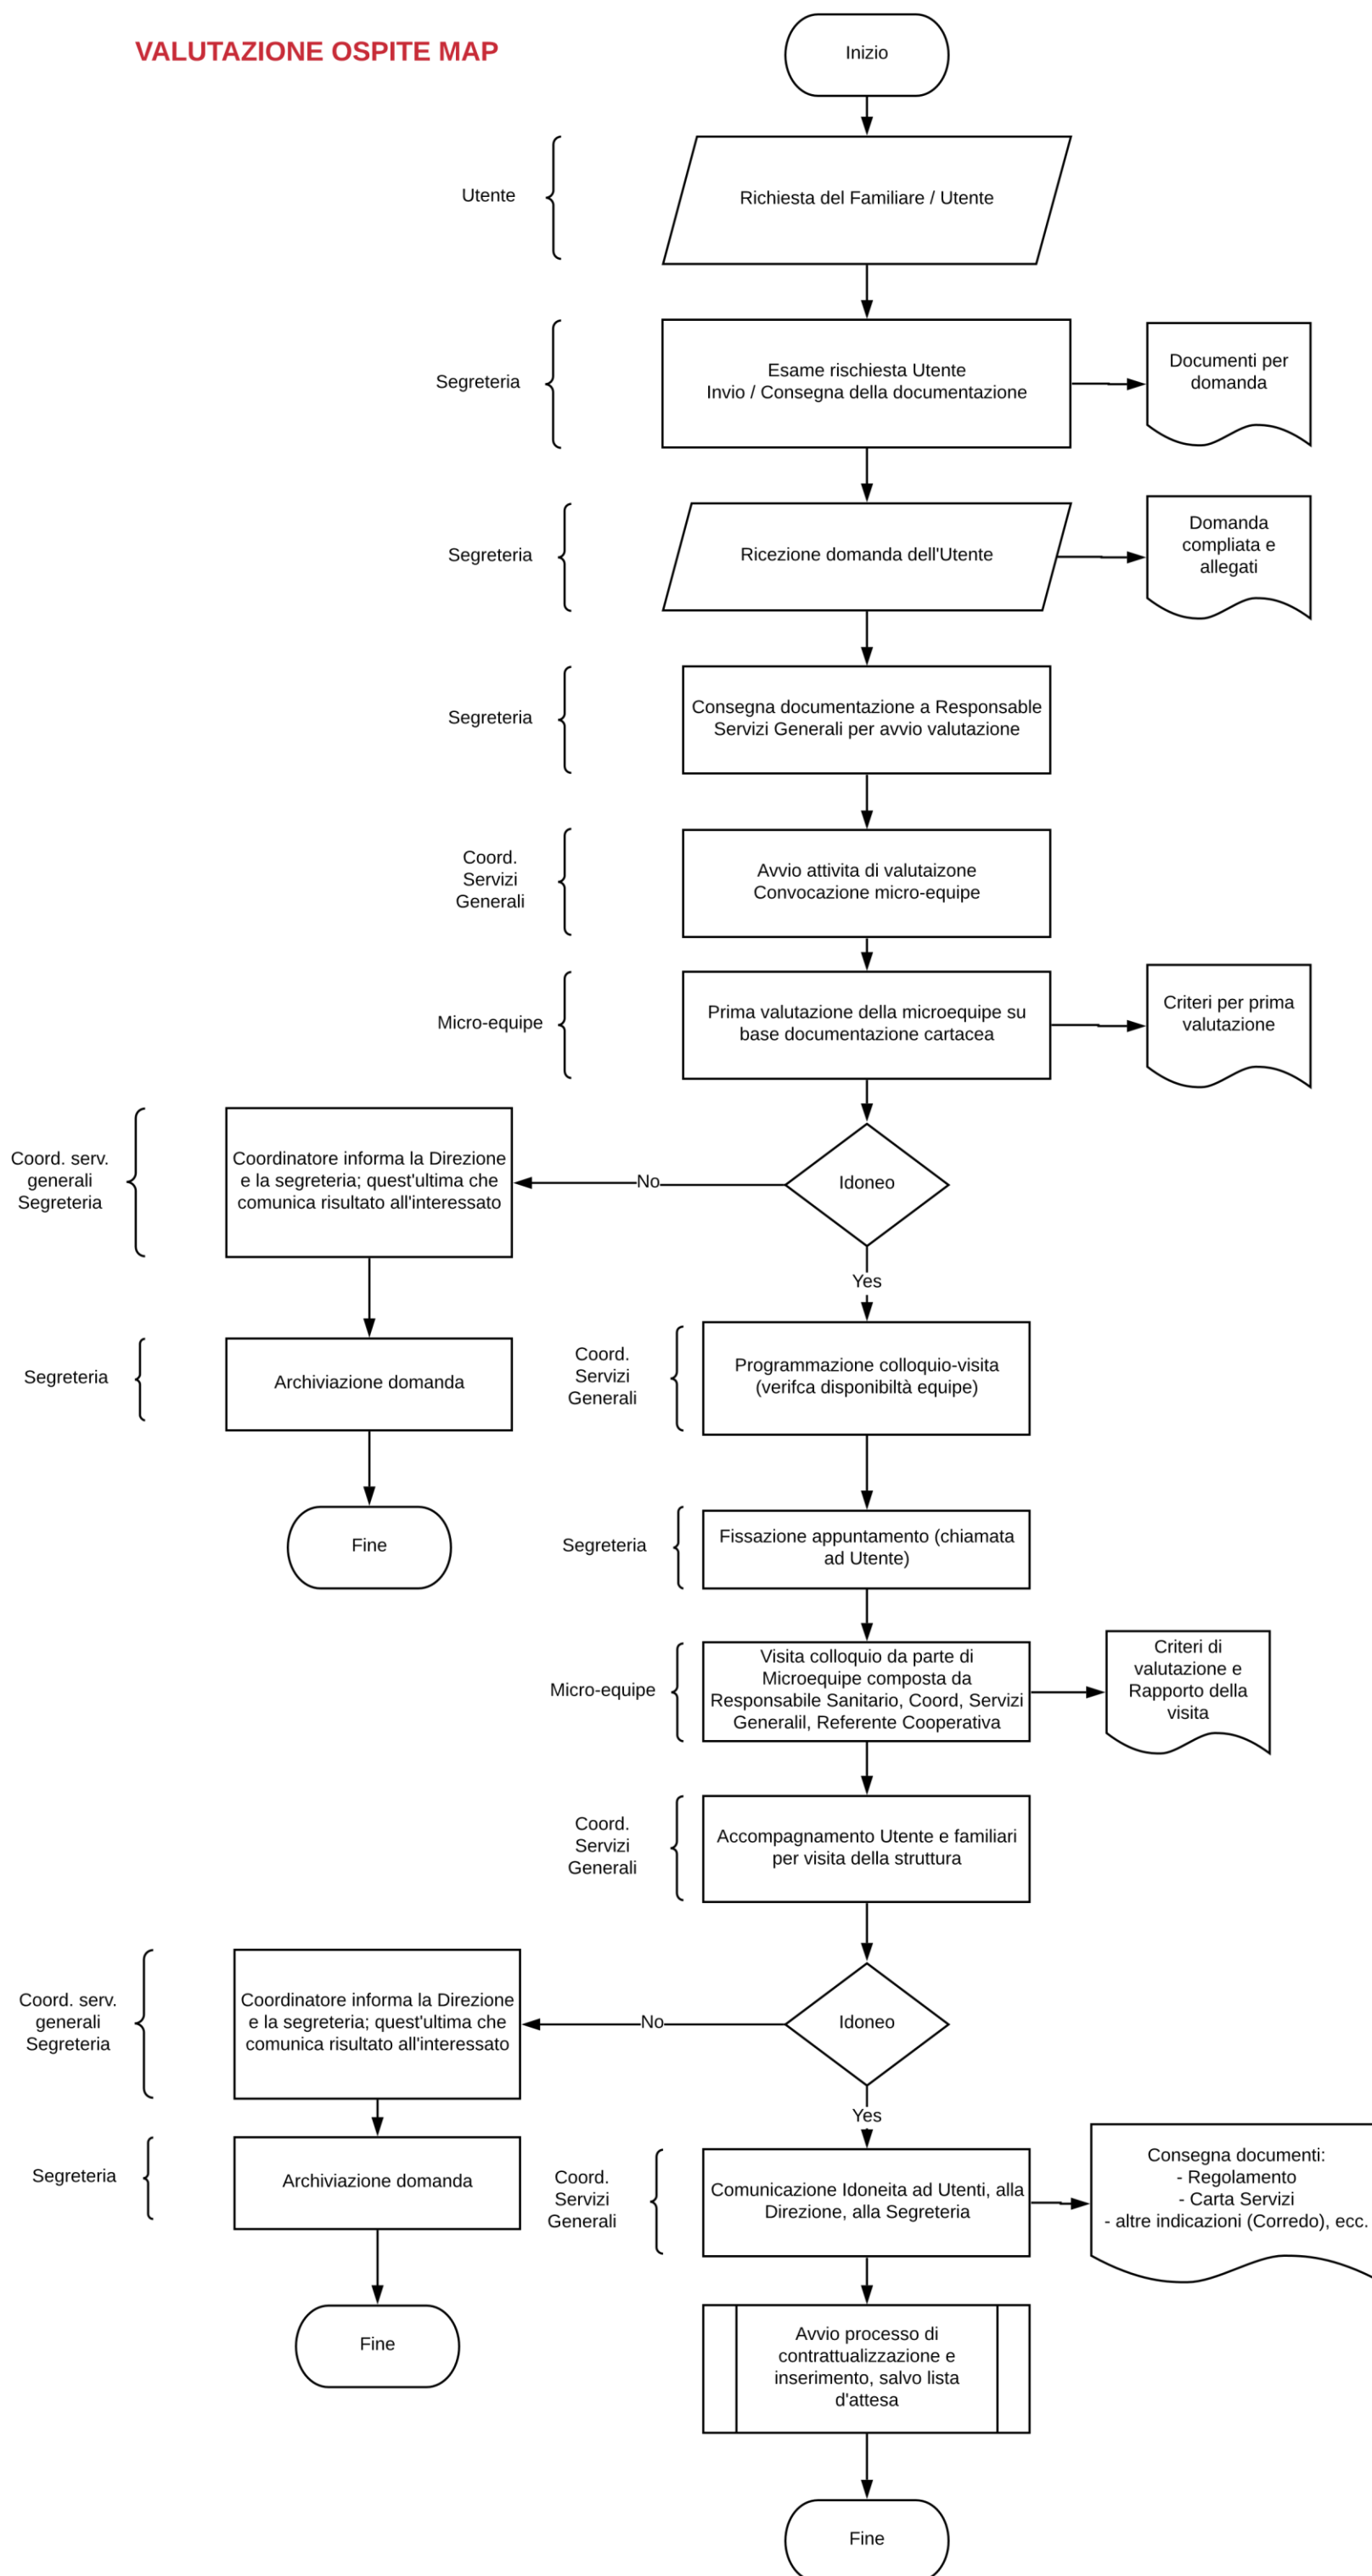 VALUTAZIONE OSPITE MAP
Inizio
Utente
Richiesta del Familiare / Utente
Segreteria
Esame rischiesta Utente
Invio / Consegna della documentazione
Documenti per
domanda
Segreteria
Ricezione domanda dell'Utente
Domanda
compliata e
allegati
Segreteria
Consegna documentazione a Responsable
Servizi Generali per avvio valutazione
Coord.
Servizi
Generali
Avvio attivita di valutaizone
Convocazione micro-equipe
Micro-equipe
Prima valutazione della microequipe su
base documentazione cartacea
Criteri per prima
valutazione
Coord. serv.
generali
Segreteria
Coordinatore informa la Direzione
e la segreteria; quest'ultima che
comunica risultato all'interessato
No
Idoneo
Yes
Segreteria
Archiviazione domanda
Coord.
Servizi
Generali
Programmazione colloquio-visita
(verifca disponibiltà equipe)
Fine
Segreteria
Fissazione appuntamento (chiamata
ad Utente)
Micro-equipe
Visita colloquio da parte di
Microequipe composta da
Responsabile Sanitario, Coord, Servizi
Generalil, Referente Cooperativa
Criteri di
valutazione e
Rapporto della
visita
Coord.
Servizi
Generali
Accompagnamento Utente e familiari
per visita della struttura
Coord. serv.
generali
Segreteria
Coordinatore informa la Direzione
e la segreteria; quest'ultima che
comunica risultato all'interessato
No
Idoneo
Yes
Segreteria
Archiviazione domanda
Coord.
Servizi
Generali
Comunicazione Idoneita ad Utenti, alla
Direzione, alla Segreteria
Consegna documenti:
- Regolamento
- Carta Servizi
- altre indicazioni (Corredo), ecc.
Fine
Avvio processo di
contrattualizzazione e
inserimento, salvo lista
d'attesa
Fine